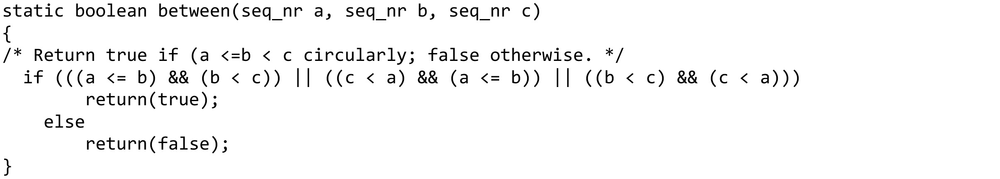 static boolean between(seq_nr a, seq_nr b, seq_nr c)
{
/* Return true if (a <=b < c circularly; false otherwise. */
  if (((a <= b) && (b < c)) || ((c < a) && (a <= b)) || ((b < c) && (c < a)))
        return(true);
    else
        return(false);
}